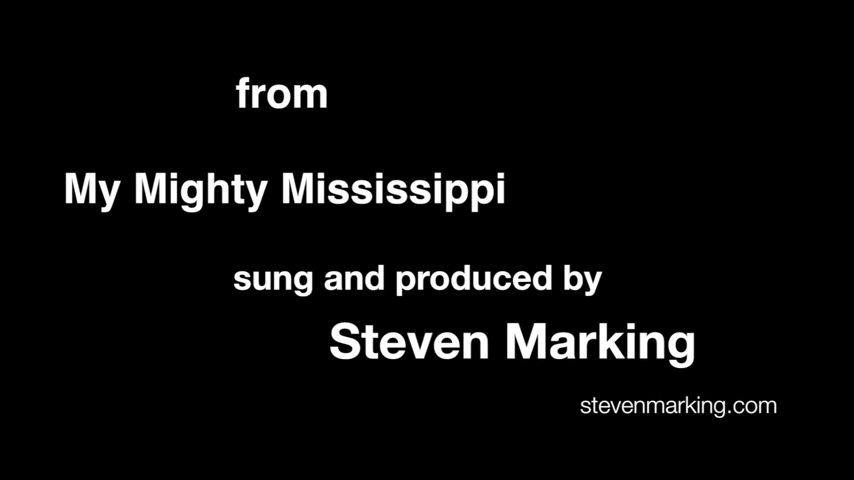 from
My Mighty Mississippi
sung and produced by
Steven Marking
stevenmarking.com